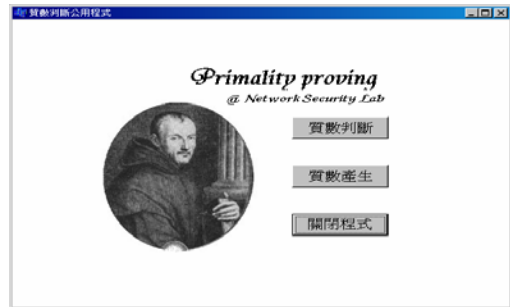 質數判斷公用程式
Primality proving
@ Network Security Lab
質數判斷
質數產生
關閉程式